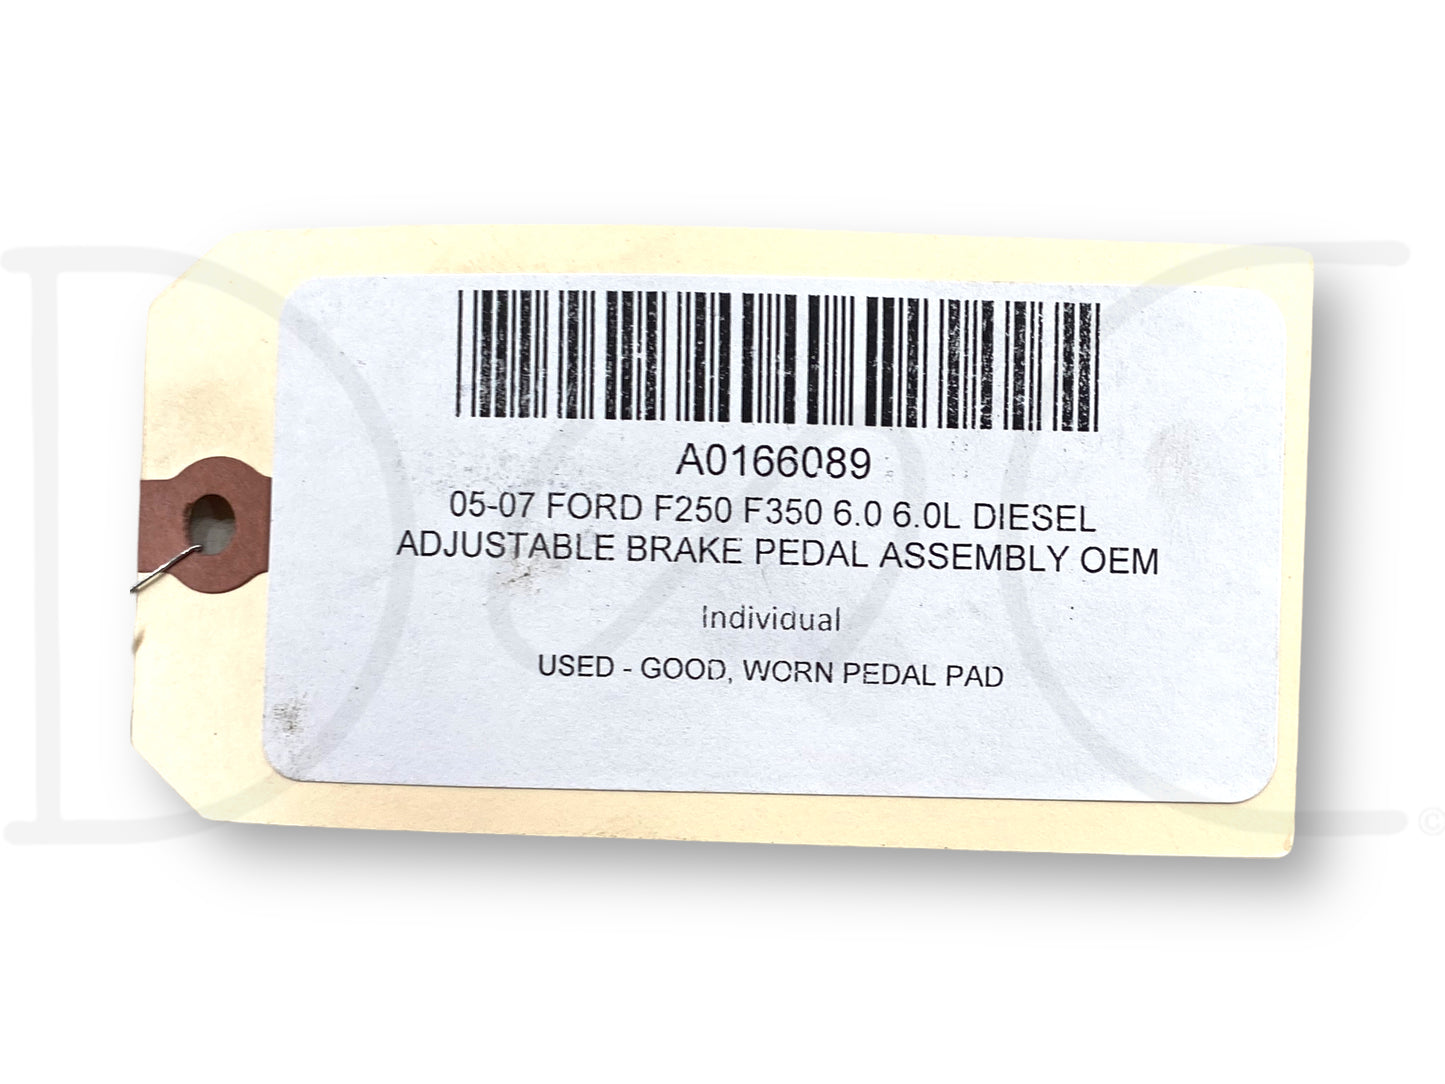 A0166089
05-07 FORD F250 F350 6.0 6.0L DIESEL
ADJUSTABLE BRAKE PEDAL ASSEMBLY OEM
Individual
USED - GOOD, WORN PEDAL PAD
D&C
©